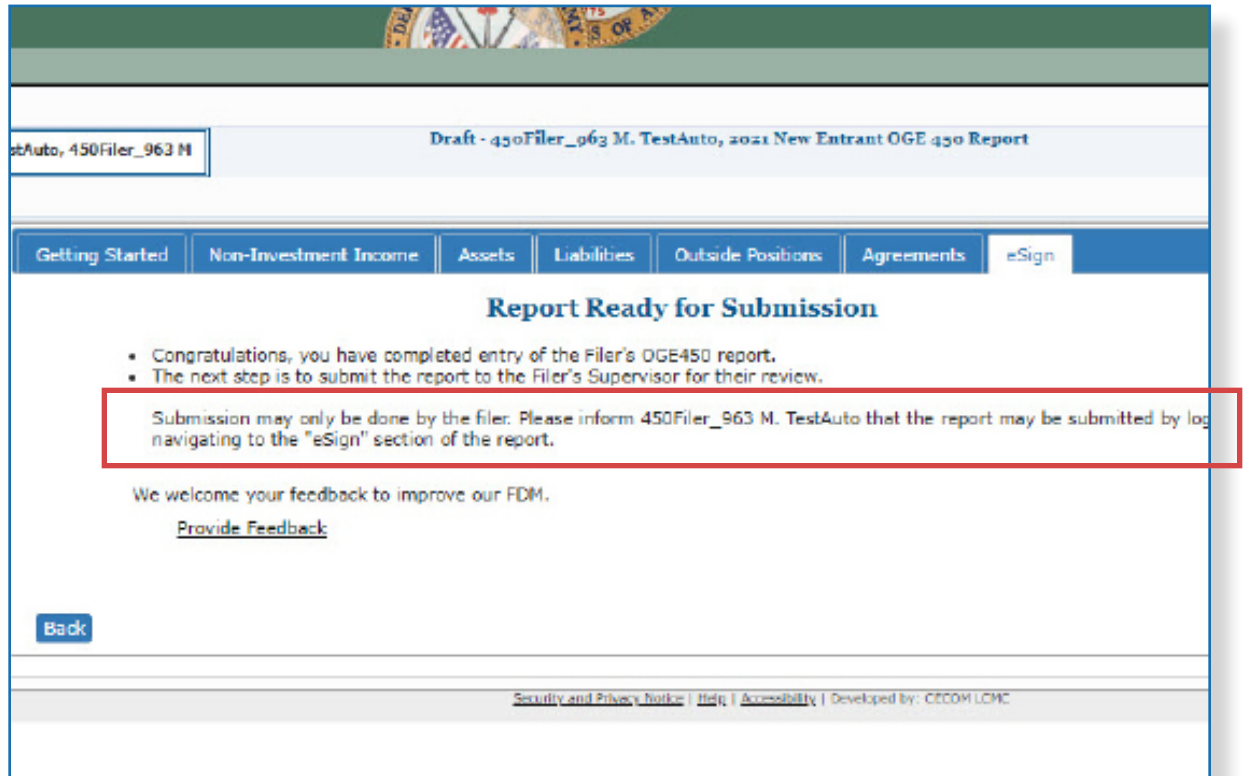 75
stAuto, 450Filer_963 M
Draft - 450Filer_963 M. TestAuto, 2021 New Entrant OGE 450 Report
Getting Started Non-Investment Income Assets Liabilities Outside Positions Agreements eSign
Report Ready for Submission
• Congratulations, you have completed entry of the Filer's OGE450 report.
• The next step is to submit the report to the Filer's Supervisor for their review.
Submission may only be done by the filer. Please inform 450Filer_963 M. TestAuto that the report may be submitted by log
navigating to the "eSign" section of the report.
We welcome your feedback to improve our FDM.
Provide Feedback
Back
Security and Privacy Notice | Help | Accessibility | Developed by: CECOM LCMC